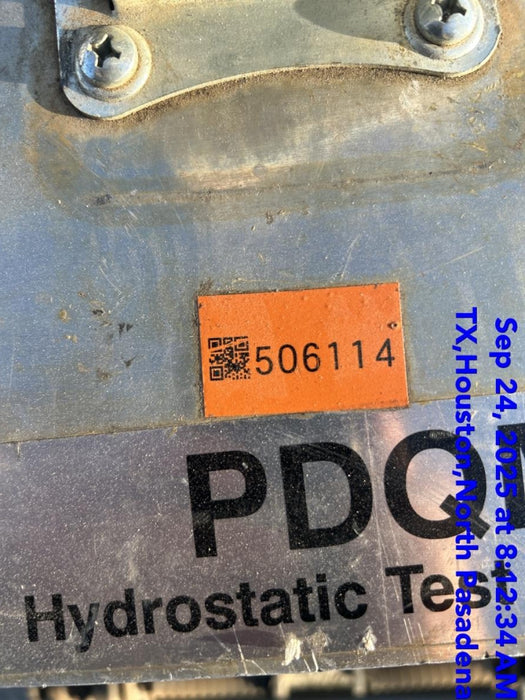 506114
PDQ
Hydrostatic Tes
Sep 24, 2025 at 8:12:34 AM
TX,Houston,North Pasadena